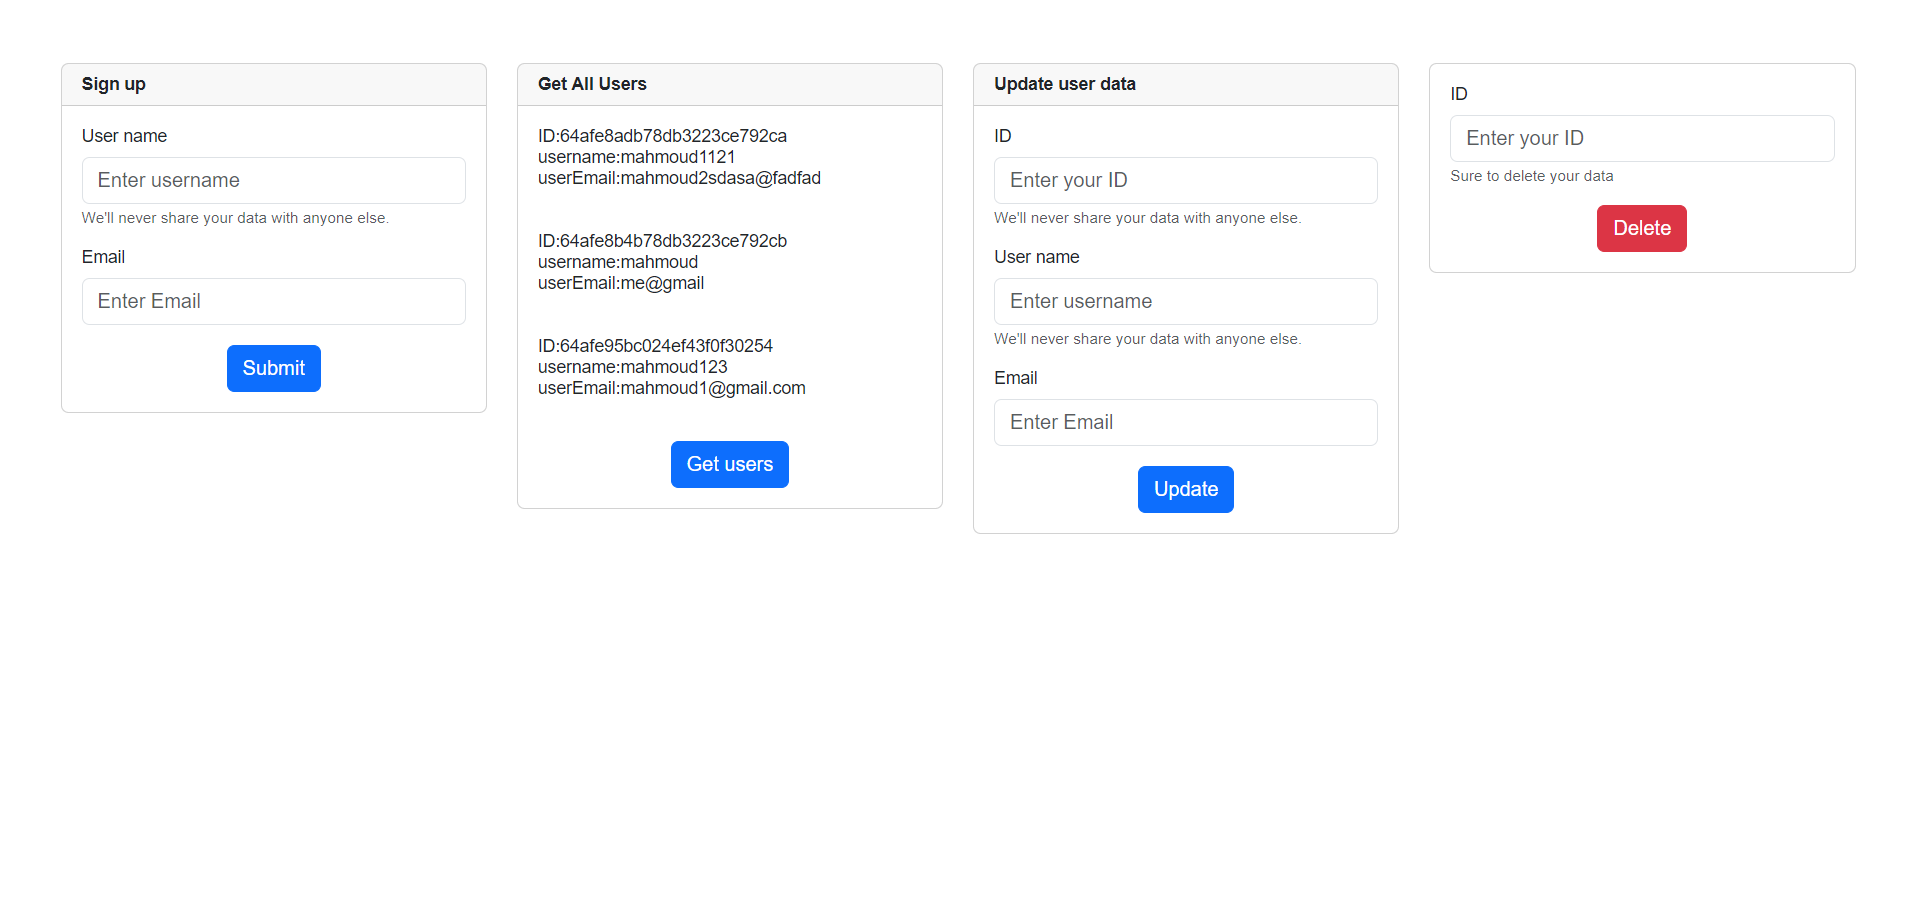 Sign up
User name
Enter username
We'll never share your data with anyone else.
Email
Enter Email
Submit
Get All Users
ID:64afe8adb78db3223ce792ca
username:mahmoud1121
userEmail:mahmoud2sdasa@fadfad
ID:64afe8b4b78db3223ce792cb
username:mahmoud
userEmail:me@gmail
ID:64afe95bc024ef43f0f30254
username:mahmoud123
userEmail:mahmoud1@gmail.com
Get users
Update user data
ID
Enter your ID
We'll never share your data with anyone else.
User name
Enter username
We'll never share your data with anyone else.
Email
Enter Email
Update
ID
Enter your ID
Sure to delete your data
Delete